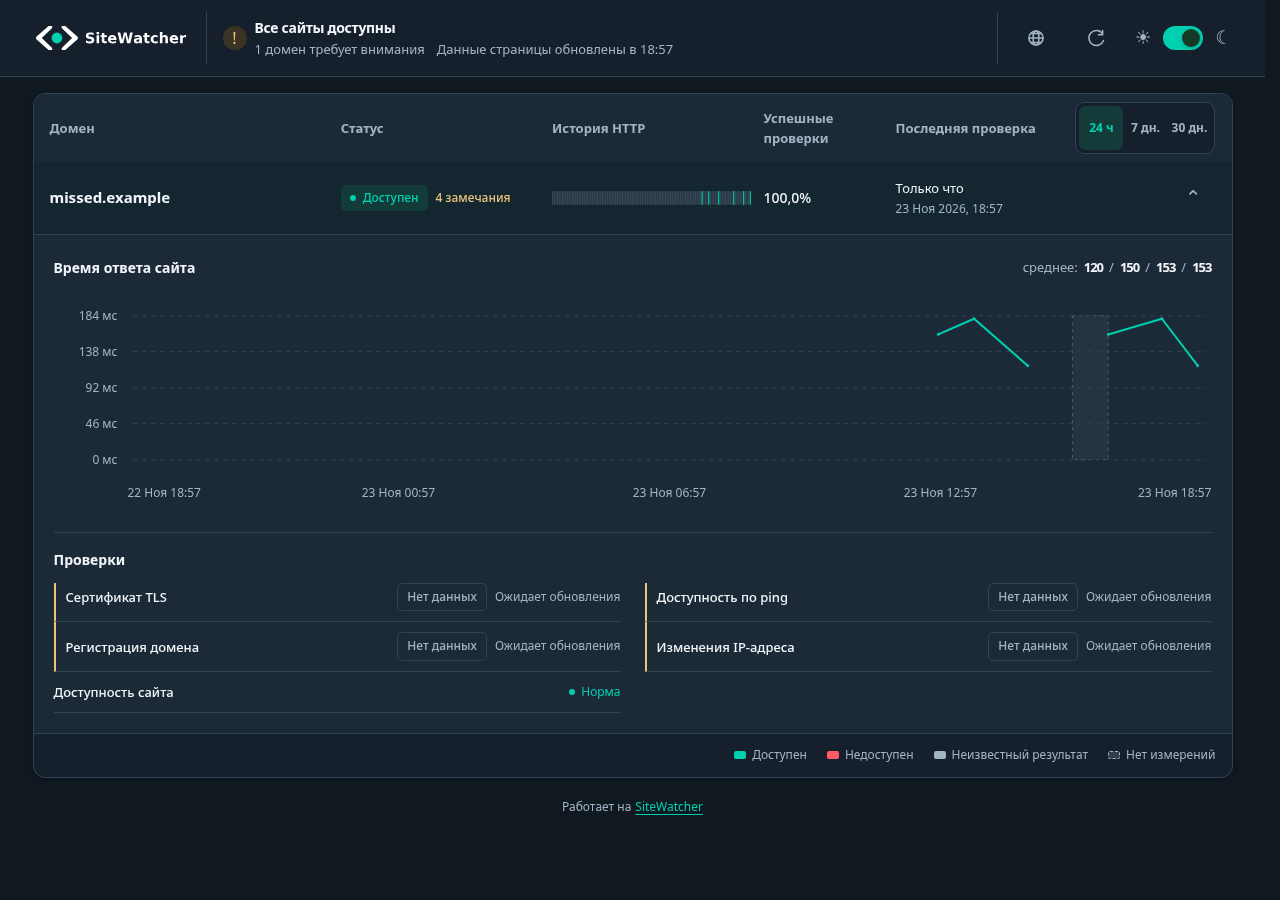 SiteWatcher
!
Все сайты доступны
1 домен требует внимания Данные страницы обновлены в 18:57
Домен
Статус
История HTTP
Успешные
проверки
Последняя проверка
24 ч
7 дн.
30 дн.
missed.example
Доступен
4 замечания
100,0%
Только что
23 Ноя 2026, 18:57
Время ответа сайта
среднее: 120 / 150 / 153 / 153
184 мс
138 мс
92 мс
46 мс
0 мс
22 Ноя 18:57
23 Ноя 00:57
23 Ноя 06:57
23 Ноя 12:57
23 Ноя 18:57
Проверки
Сертификат TLS Нет данных Ожидает обновления
Доступность по ping Нет данных Ожидает обновления
Регистрация домена Нет данных Ожидает обновления
Изменения IP-адреса Нет данных Ожидает обновления
Доступность сайта Норма
Доступен
Недоступен
Неизвестный результат
Нет измерений
Работает на SiteWatcher